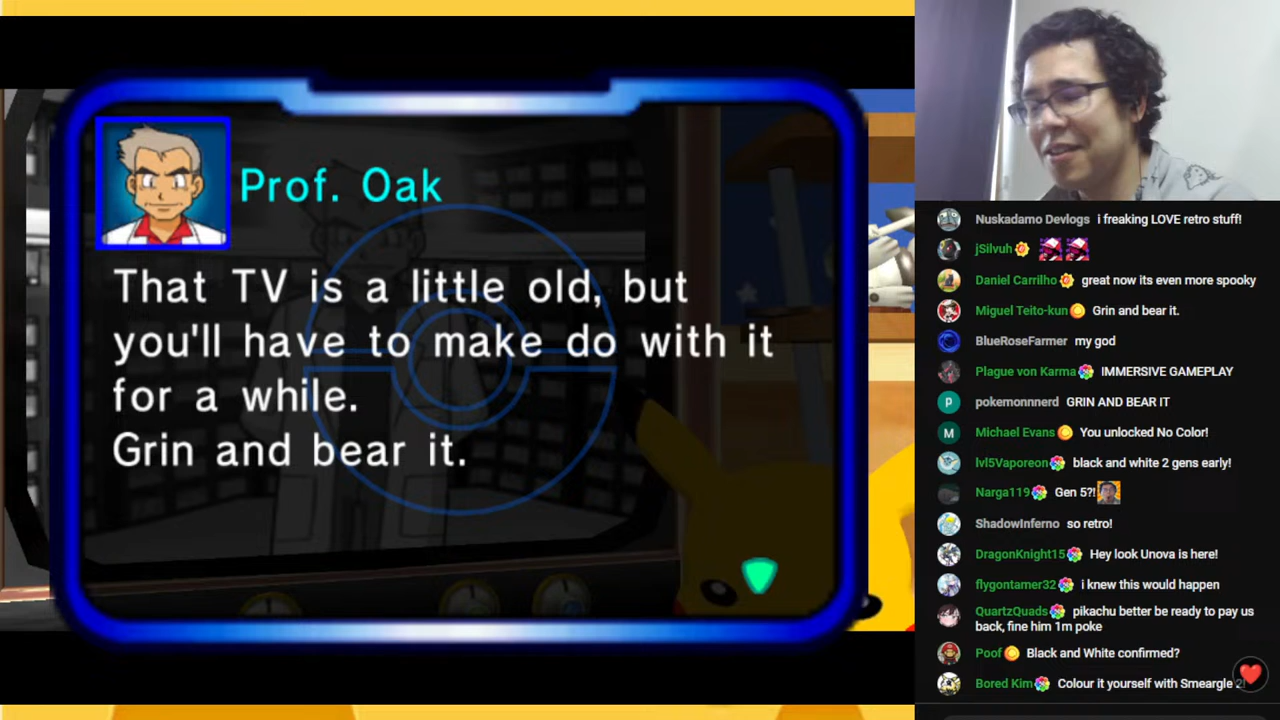 Prof. Oak
That TV is a little old, but
you'll have to make do with it
for a while.
Grin and bear it.
Nuskadamo Devlogs i freaking LOVE retro stuff!
jSilvuh
Daniel Carrilho great now its even more spooky
Miguel Teito-kun Grin and bear it.
BlueRoseFarmer my god
Plague von Karma IMMERSIVE GAMEPLAY
P pokemonnnerd GRIN AND BEAR IT
M Michael Evans You unlocked No Color!
lvl5Vaporeon black and white 2 gens early!
Narga119 Gen 5?!
ShadowInferno so retro!
DragonKnight15 Hey look Unova is here!
flygontamer32 i knew this would happen
QuartzQuads pikachu better be ready to pay us
back, fine him 1m poke
Poof Black and White confirmed?
Bored Kim Colour it yourself with Smeargle 2!